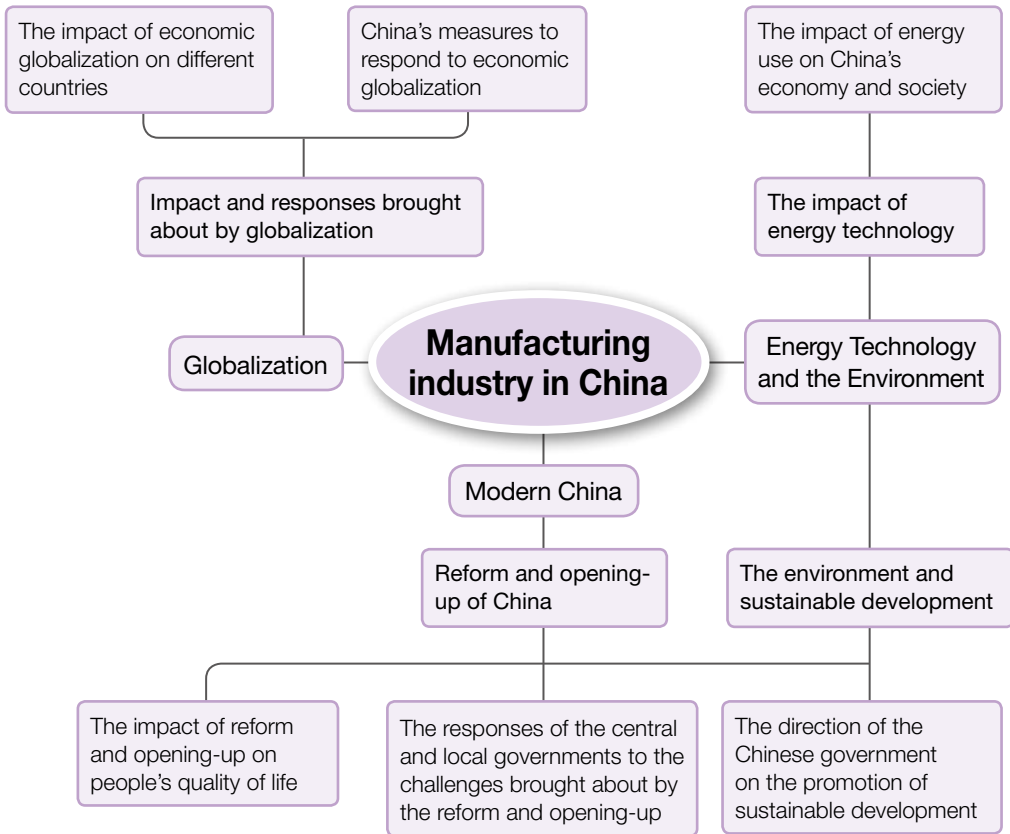 The impact of economic
globalization on different
countries
China’s measures to
respond to economic
globalization
The impact of energy
use on China’s
economy and society
Impact and responses brought
about by globalization
The impact of
energy technology
Globalization
Manufacturing
industry in China
Energy Technology
and the Environment
Modern China
Reform and opening-
up of China
The environment and
sustainable development
The impact of reform
and opening-up on
people’s quality of life
The responses of the central
and local governments to the
challenges brought about by
the reform and opening-up
The direction of the
Chinese government
on the promotion of
sustainable development